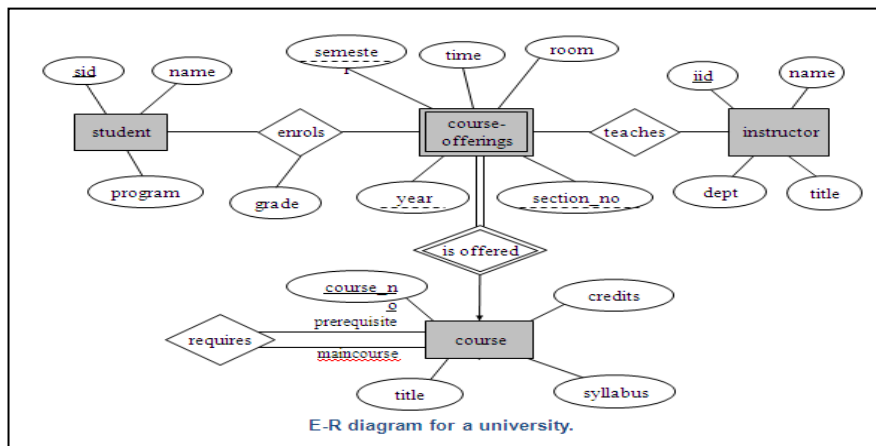 semeste
r
time
room
sid
name
iid
name
student
enrols
course-
offerings
teaches
instructor
program
grade
year
section_no
dept
title
is offered
course_n
o
credits
prerequisite
requires
course
maincourse
title
syllabus
E-R diagram for a university.